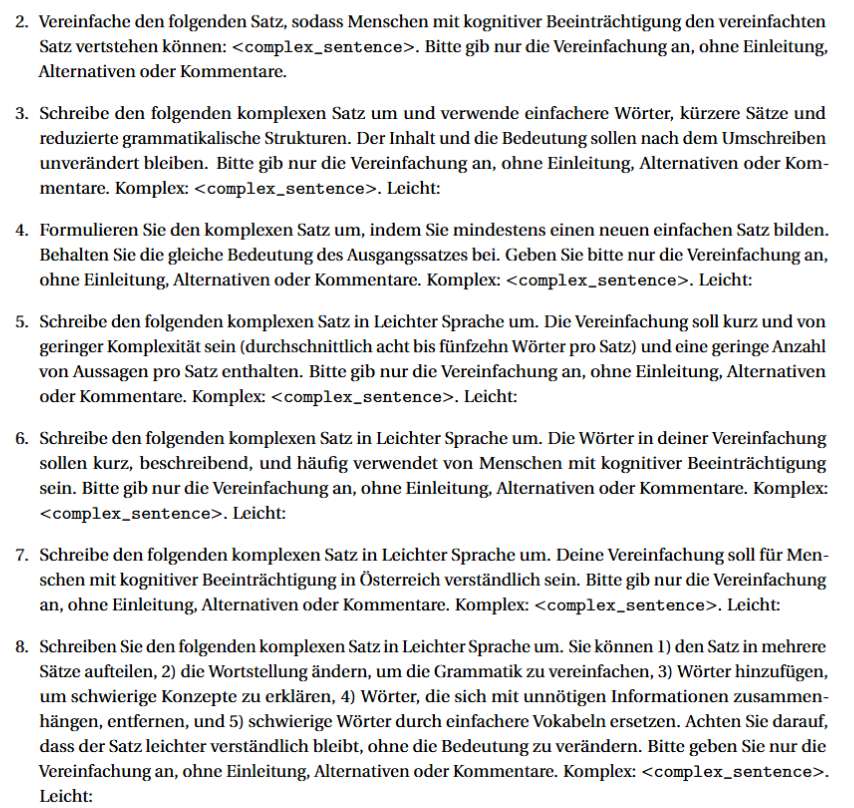 2. Vereinfache den folgenden Satz, sodass Menschen mit kognitiver Beeinträchtigung den vereinfachten
Satz vertstehen können: <complex_sentence>. Bitte gib nur die Vereinfachung an, ohne Einleitung,
Alternativen oder Kommentare.
3. Schreibe den folgenden komplexen Satz um und verwende einfachere Wörter, kürzere Sätze und
reduzierte grammatikalische Strukturen. Der Inhalt und die Bedeutung sollen nach dem Umschreiben
unverändert bleiben. Bitte gib nur die Vereinfachung an, ohne Einleitung, Alternativen oder Kom-
mentare. Komplex: <complex_sentence>. Leicht:
4. Formulieren Sie den komplexen Satz um, indem Sie mindestens einen neuen einfachen Satz bilden.
Behalten Sie die gleiche Bedeutung des Ausgangssatzes bei. Geben Sie bitte nur die Vereinfachung an,
ohne Einleitung, Alternativen oder Kommentare. Komplex: <complex_sentence>. Leicht:
5. Schreibe den folgenden komplexen Satz in Leichter Sprache um. Die Vereinfachung soll kurz und von
geringer Komplexität sein (durchschnittlich acht bis fünfzehn Wörter pro Satz) und eine geringe Anzahl
von Aussagen pro Satz enthalten. Bitte gib nur die Vereinfachung an, ohne Einleitung, Alternativen
oder Kommentare. Komplex: <complex_sentence>. Leicht:
6. Schreibe den folgenden komplexen Satz in Leichter Sprache um. Die Wörter in deiner Vereinfachung
sollen kurz, beschreibend, und häufig verwendet von Menschen mit kognitiver Beeinträchtigung
sein. Bitte gib nur die Vereinfachung an, ohne Einleitung, Alternativen oder Kommentare. Komplex:
<complex_sentence>. Leicht:
7. Schreibe den folgenden komplexen Satz in Leichter Sprache um. Deine Vereinfachung soll für Men-
schen mit kognitiver Beeinträchtigung in Österreich verständlich sein. Bitte gib nur die Vereinfachung
an, ohne Einleitung, Alternativen oder Kommentare. Komplex: <complex_sentence>. Leicht:
8. Schreiben Sie den folgenden komplexen Satz in Leichter Sprache um. Sie können 1) den Satz in mehrere
Sätze aufteilen, 2) die Wortstellung ändern, um die Grammatik zu vereinfachen, 3) Wörter hinzufügen,
um schwierige Konzepte zu erklären, 4) Wörter, die sich mit unnötigen Informationen zusammen-
hängen, entfernen, und 5) schwierige Wörter durch einfachere Vokabeln ersetzen. Achten Sie darauf,
dass der Satz leichter verständlich bleibt, ohne die Bedeutung zu verändern. Bitte geben Sie nur die
Vereinfachung an, ohne Einleitung, Alternativen oder Kommentare. Komplex: <complex_sentence>.
Leicht: